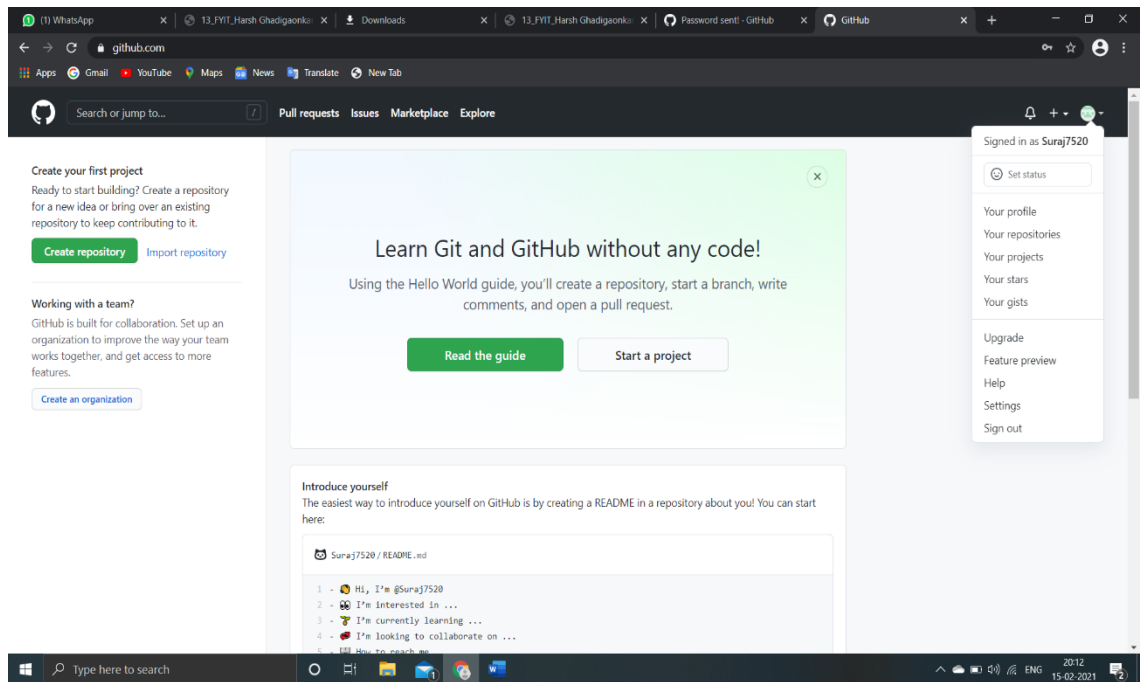 (1) WhatsApp
13_FYIT_Harsh Ghadigaonkar
Downloads
13_FYIT_Harsh Ghadigaonkar
Password sent! - GitHub
GitHub
github.com
Apps Gmail YouTube Maps News Translate New Tab
Search or jump to... /
Pull requests Issues Marketplace Explore
Signed in as Suraj7520
Set status
Your profile
Your repositories
Your projects
Your stars
Your gists
Upgrade
Feature preview
Help
Settings
Sign out
Create your first project
Ready to start building? Create a repository
for a new idea or bring over an existing
repository to keep contributing to it.
Create repository Import repository
Working with a team?
GitHub is built for collaboration. Set up an
organization to improve the way your team
works together, and get access to more
features.
Create an organization
Learn Git and GitHub without any code!
Using the Hello World guide, you’ll create a repository, start a branch, write
comments, and open a pull request.
Read the guide Start a project
Introduce yourself
The easiest way to introduce yourself on GitHub is by creating a README in a repository about you! You can start
here:
Suraj7520 / README.md
1 - Hi, I’m @Suraj7520
2 - I’m interested in ...
3 - I’m currently learning ...
4 - I’m looking to collaborate on ...
5 - How to reach me
Type here to search
ENG
20:12
15-02-2021
2